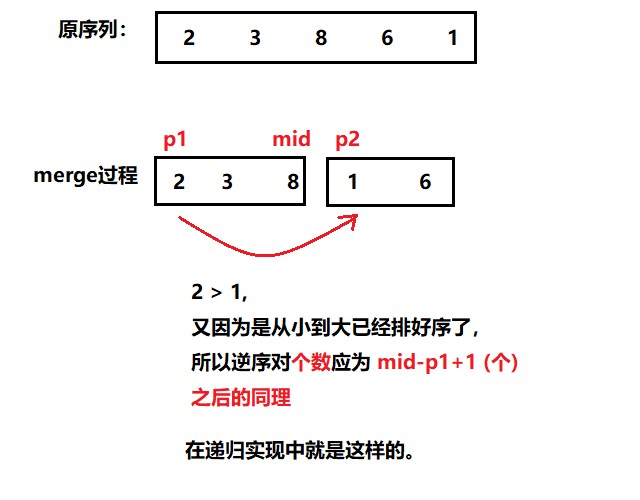 原序列： 2 3 8 6 1
p1 mid p2
merge过程 2 3 8 1 6
2 > 1,
又因为是从小到大已经排好序了，
所以逆序对个数应为 mid-p1+1 (个)
之后的同理
在递归实现中就是这样的。